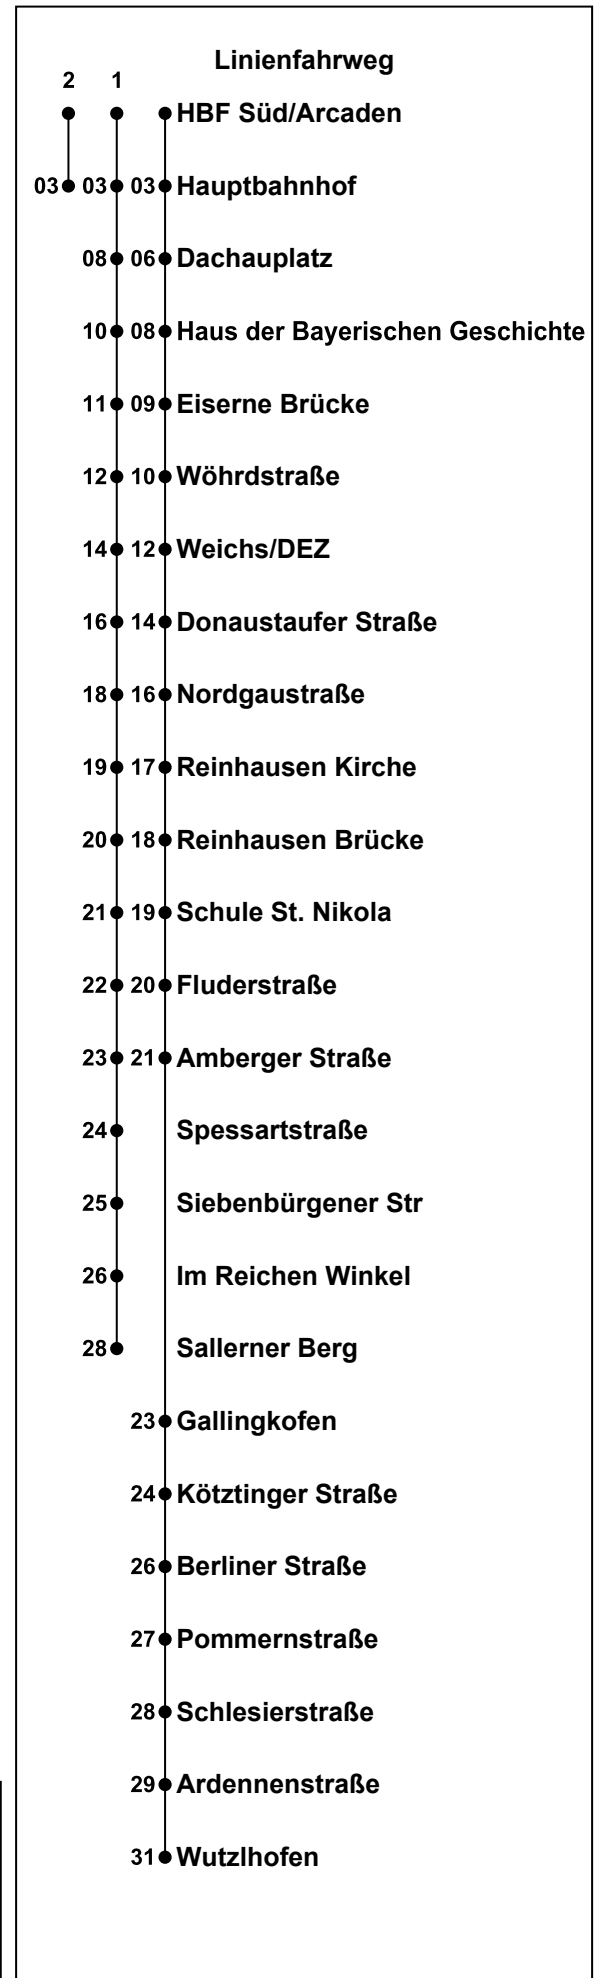 Linienfahrweg
2 1
HBF Süd/Arcaden
03 03 03 Hauptbahnhof
08 06 Dachauplatz
10 08 Haus der Bayerischen Geschichte
11 09 Eiserne Brücke
12 10 Wöhrdstraße
14 12 Weichs/DEZ
16 14 Donaustaufer Straße
18 16 Nordgaustraße
19 17 Reinhausen Kirche
20 18 Reinhausen Brücke
21 19 Schule St. Nikola
22 20 Fluderstraße
23 21 Amberger Straße
24 Spessartstraße
25 Siebenbürgener Str
26 Im Reichen Winkel
28 Sallerner Berg
23 Gallingkofen
24 Kötztinger Straße
26 Berliner Straße
27 Pommernstraße
28 Schlesierstraße
29 Ardennenstraße
31 Wutzlhofen